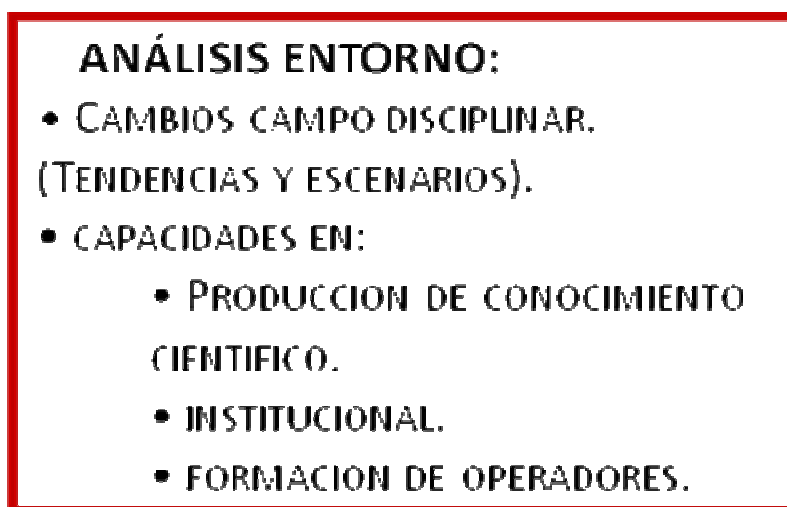 ANÁLISIS ENTORNO:
• CAMBIOS CAMPO DISCIPLINAR.
(TENDENCIAS Y ESCENARIOS).
• CAPACIDADES EN:
• PRODUCCION DE CONOCIMIENTO
CIENTIFICO.
• INSTITUCIONAL.
• FORMACION DE OPERADORES.